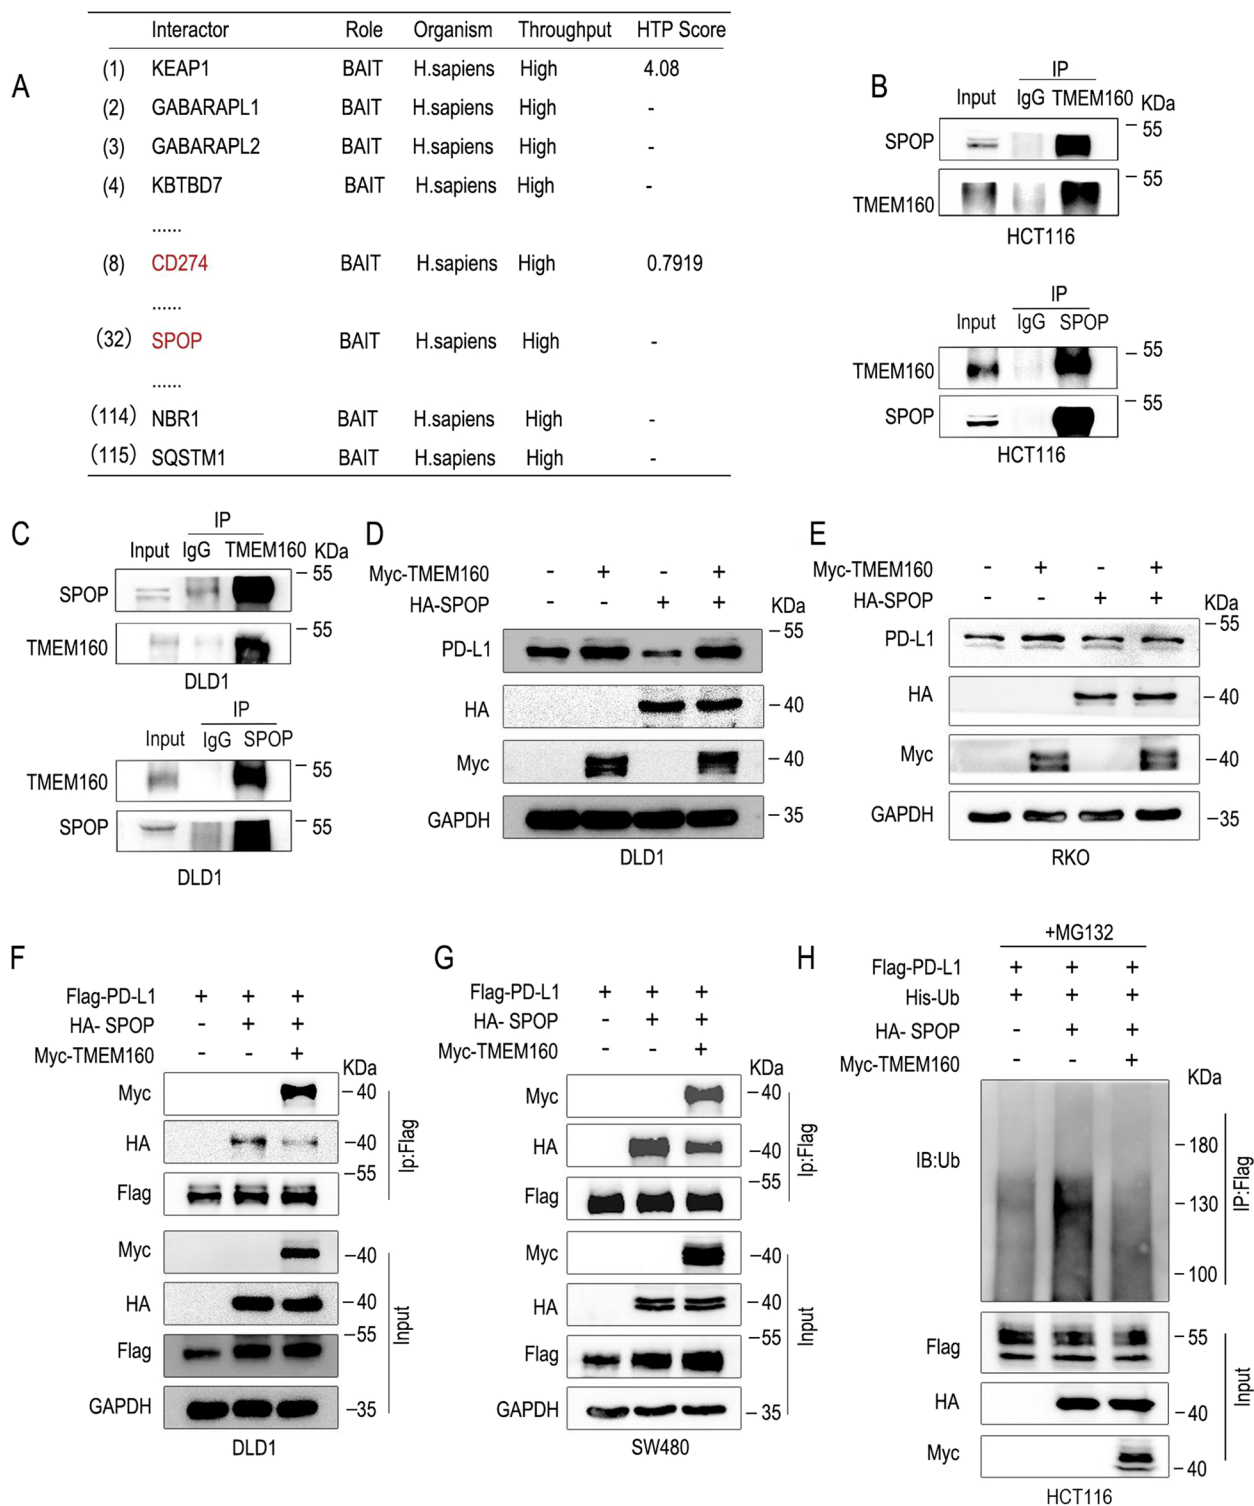 A
Interactor Role Organism Throughput HTP Score
(1) KEAP1 BAIT H.sapiens High 4.08
(2) GABARAPL1 BAIT H.sapiens High -
(3) GABARAPL2 BAIT H.sapiens High -
(4) KBTBD7 BAIT H.sapiens High -
......
(8) CD274 BAIT H.sapiens High 0.7919
......
(32) SPOP BAIT H.sapiens High -
......
(114) NBR1 BAIT H.sapiens High -
(115) SQSTM1 BAIT H.sapiens High -
B
IP
Input IgG TMEM160 KDa
SPOP 55
TMEM160 55
HCT116
IP
Input IgG SPOP
TMEM160 55
SPOP 55
HCT116
C
IP
Input IgG TMEM160 KDa
SPOP 55
TMEM160 55
DLD1
IP
Input IgG SPOP
TMEM160 55
SPOP 55
DLD1
D
Myc-TMEM160 - + - +
HA-SPOP - - + + KDa
PD-L1 55
HA 40
Myc 40
GAPDH 35
DLD1
E
Myc-TMEM160 - + - +
HA-SPOP - - + + KDa
PD-L1 55
HA 40
Myc 40
GAPDH 35
RKO
F
Flag-PD-L1 + + +
HA- SPOP - + +
Myc-TMEM160 - - +
KDa
Myc 40
HA 40
Flag 55
Ip:Flag
Myc 40
HA 40
Flag 55
GAPDH 35
Input
DLD1
G
Flag-PD-L1 + + +
HA- SPOP - + +
Myc-TMEM160 - - +
KDa
Myc 40
HA 40
Flag 55
Ip:Flag
Myc 40
HA 40
Flag 55
GAPDH 35
Input
SW480
H
+MG132
Flag-PD-L1 + + +
His-Ub + + +
HA- SPOP - + +
Myc-TMEM160 - - +
KDa
180
IB:Ub
130
100
IP:Flag
Flag 55
HA 40
Myc 40
Input
HCT116